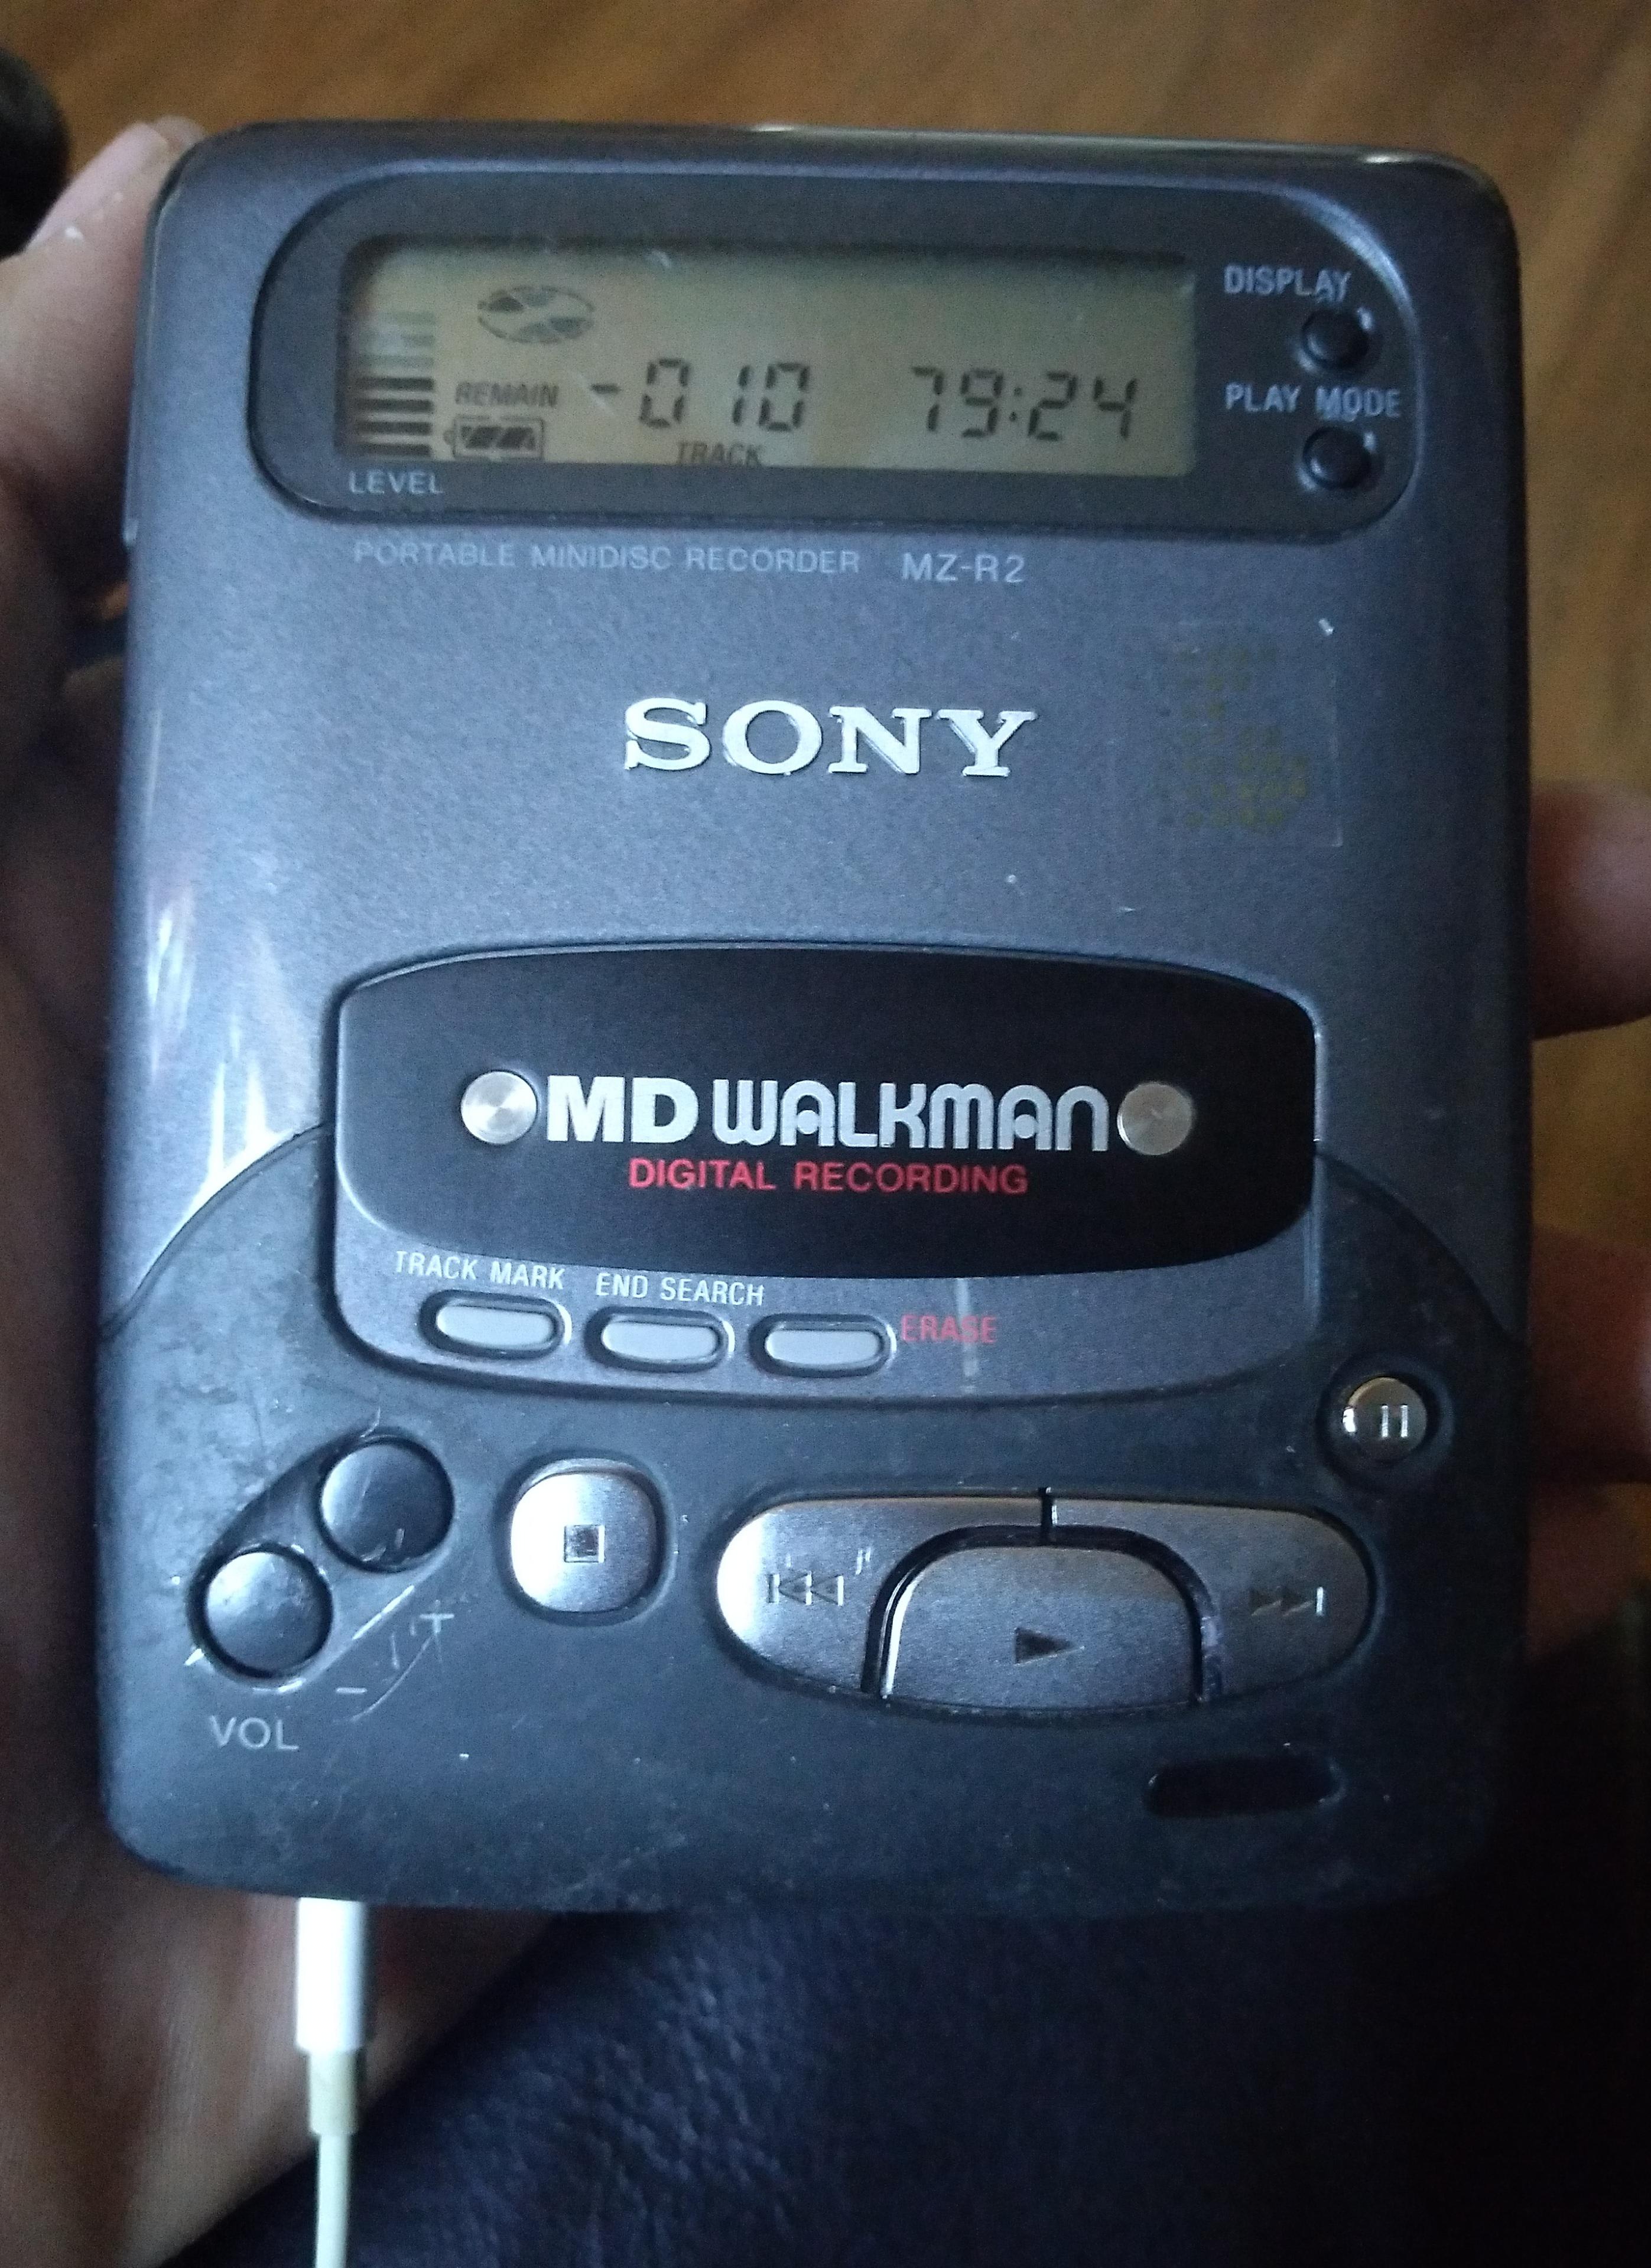 DISPLAY
REMAIN -010 79:24
TRACK
PLAY MODE
LEVEL
PORTABLE MINIDISC RECORDER MZ-R2
SONY
MD WALKMAN
DIGITAL RECORDING
TRACK MARK END SEARCH
ERASE
VOL